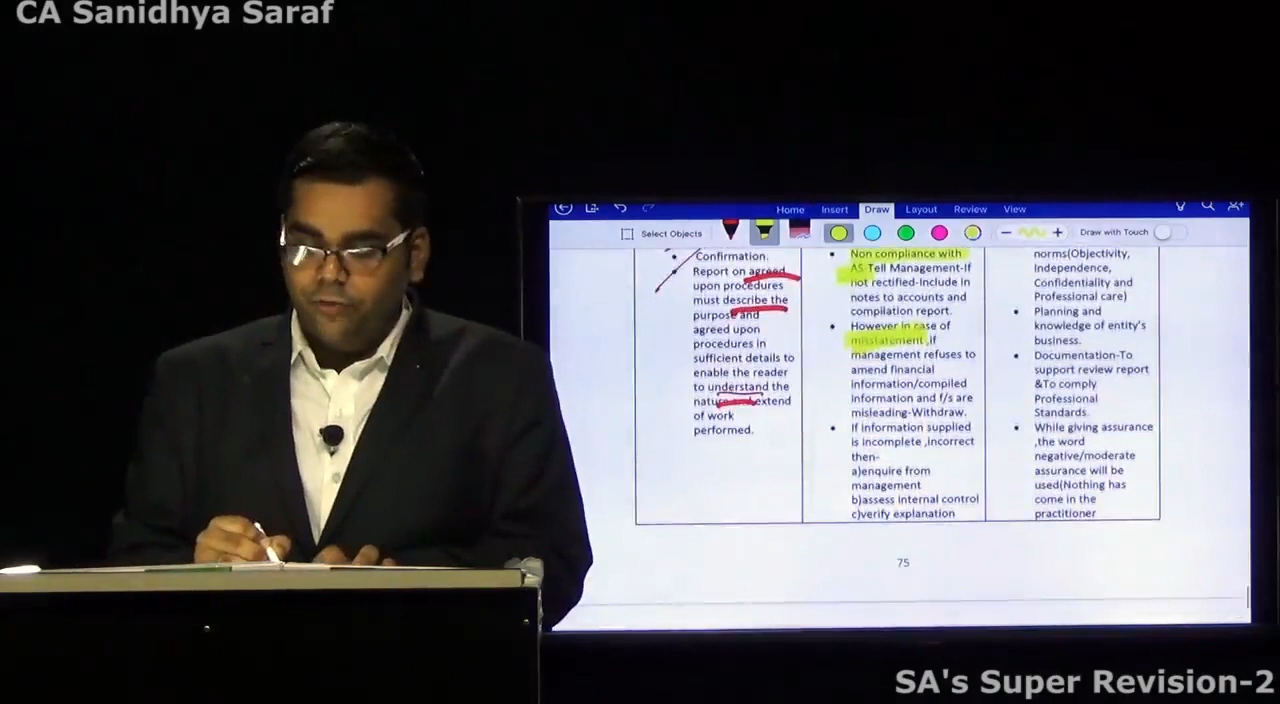 CA Sanidhya Saraf
Home Insert Draw Layout Review View
Select Objects
Draw with Touch
Confirmation.
Report on agreed
upon procedures
must describe the
purpose and
agreed upon
procedures in
sufficient details to
enable the reader
to understand the
nature and extend
of work
performed.
Non compliance with
AS Tell Management-If
not rectified-Include in
notes to accounts and
compilation report.
However in case of
misstatement ,if
management refuses to
amend financial
information/compiled
information and f/s are
misleading-Withdraw.
If information supplied
is incomplete ,incorrect
then-
a)enquire from
management
b)assess internal control
c)verify explanation
norms(Objectivity,
Independence,
Confidentiality and
Professional care)
Planning and
knowledge of entity's
business.
Documentation-To
support review report
&To comply
Professional
Standards.
While giving assurance
,the word
negative/moderate
assurance will be
used(Nothing has
come in the
practitioner
75
SA's Super Revision-2